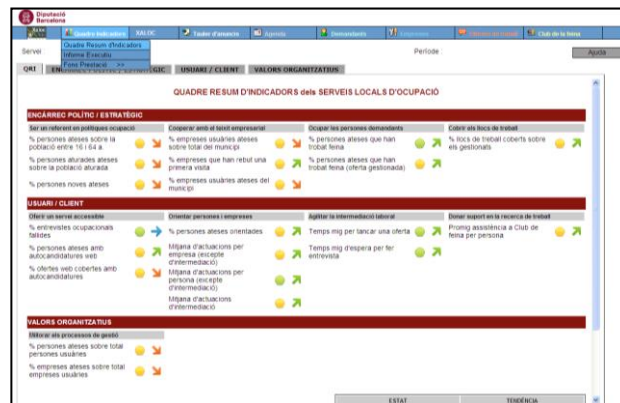 Diputació
Barcelona
Quadre Indicadors XALOC Tauler d'anuncis Agenda Demandants Club de la feina
Servei
Quadre Resum d'Indicadors
Informe Executiu
Fons Prestació >>
Període :
Ajuda
QRI USUARI / CLIENT VALORS ORGANITZATIUS
QUADRE RESUM D'INDICADORS dels SERVEIS LOCALS D'OCUPACIÓ
ENCÀRREC POLÍTIC / ESTRATÈGIC
Ser un referent en polítiques ocupació
% persones ateses sobre la
població entre 16 i 64 a.
% persones aturades ateses
sobre la població aturada
% persones noves ateses
Cooperar amb el teixit empresarial
% empreses usuàries ateses
sobre total del municipi
% empreses que han rebut una
primera visita
% empreses usuàries ateses del
municipi
Ocupar les persones demandants
% persones ateses que han
trobat feina
% persones ateses que han
trobat feina (oferta gestionada)
Cobrir els llocs de treball
% llocs de treball coberts sobre
els gestionats
USUARI / CLIENT
Oferir un servei accessible
% entrevistes ocupacionals
fallides
% persones ateses amb
autocandidatures web
% ofertes web cobertes amb
autocandidatures
Orientar persones i empreses
% persones ateses orientades
Mitjana d'actuacions per
empresa (excepte
d'intermediació)
Mitjana d'actuacions per
persona (excepte
d'intermediació)
Mitjana d'actuacions
d'intermediació
Agilitar la intermediació laboral
Temps mig per tancar una oferta
Temps mig d'espera per fer
entrevista
Donar suport en la recerca de treball
Promig assistència a Club de
feina per persona
VALORS ORGANITZATIUS
Millorar els processos de gestió
% persones ateses sobre total
persones usuàries
% empreses ateses sobre total
empreses usuàries
ESTAT TENDÈNCIA